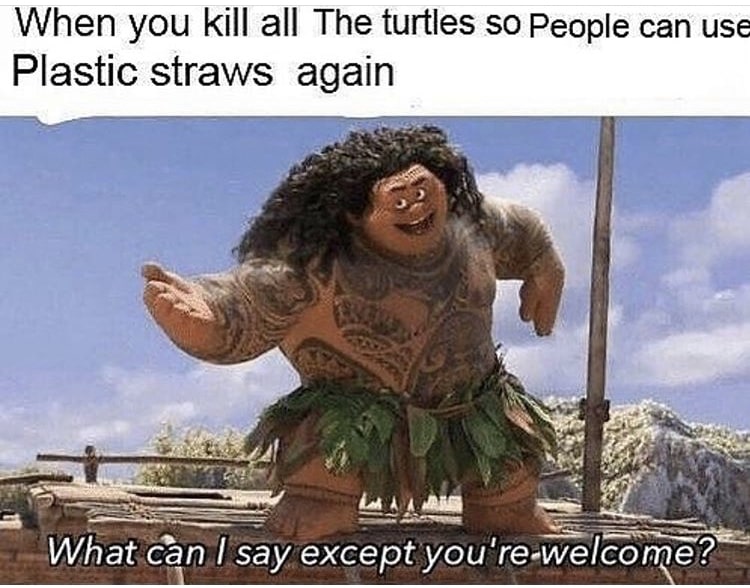 When you kill all The turtles so People can use
Plastic straws again
What can I say except you're welcome?